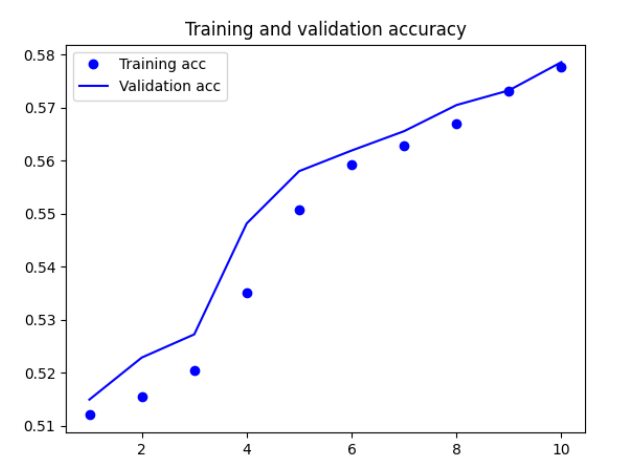 Training and validation accuracy
Training acc
Validation acc
0.58
0.57
0.56
0.55
0.54
0.53
0.52
0.51
2 4 6 8 10